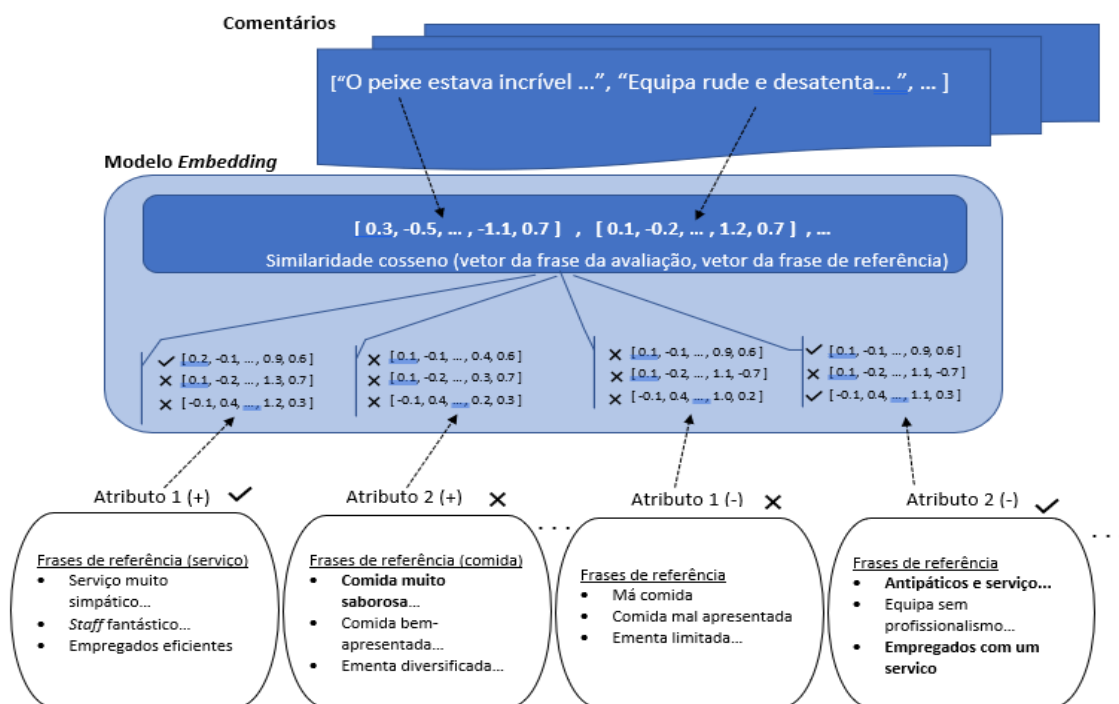 Comentários
["O peixe estava incrível ...", "Equipa rude e desatenta... ", ... ]
Modelo Embedding
[ 0.3, -0.5, ... , -1.1, 0.7 ] , [ 0.1, -0.2, ... , 1.2, 0.7 ] , ...
Similaridade cosseno (vetor da frase da avaliação, vetor da frase de referência)
✓ [ 0.2, -0.1, ... , 0.9, 0.6 ]
✕ [ 0.1, -0.2, ... , 1.3, 0.7 ]
✕ [ -0.1, 0.4, ... , 1.2, 0.3 ]
✕ [ 0.1, -0.1, ... , 0.4, 0.6 ]
✕ [ 0.1, -0.2, ... , 0.3, 0.7 ]
✕ [ -0.1, 0.4, ... , 0.2, 0.3 ]
✕ [ 0.1, -0.1, ... , 0.9, 0.6 ]
✕ [ 0.1, -0.2, ... , 1.1, -0.7 ]
✕ [ -0.1, 0.4, ... , 1.0, 0.2 ]
✓ [ 0.1, -0.1, ... , 0.9, 0.6 ]
✕ [ 0.1, -0.2, ... , 1.1, -0.7 ]
✓ [ -0.1, 0.4, ... , 1.1, 0.3 ]
Atributo 1 (+) ✓
Frases de referência (serviço)
• Serviço muito
simpático...
• Staff fantástico...
• Empregados eficientes
Atributo 2 (+) ✕
Frases de referência (comida)
• Comida muito
saborosa...
• Comida bem-
apresentada...
• Ementa diversificada...
. . .
Atributo 1 (-) ✕
Frases de referência
• Má comida
• Comida mal apresentada
• Ementa limitada...
Atributo 2 (-) ✓
Frases de referência
• Antipáticos e serviço...
• Equipa sem
profissionalismo...
• Empregados com um
servico
. .